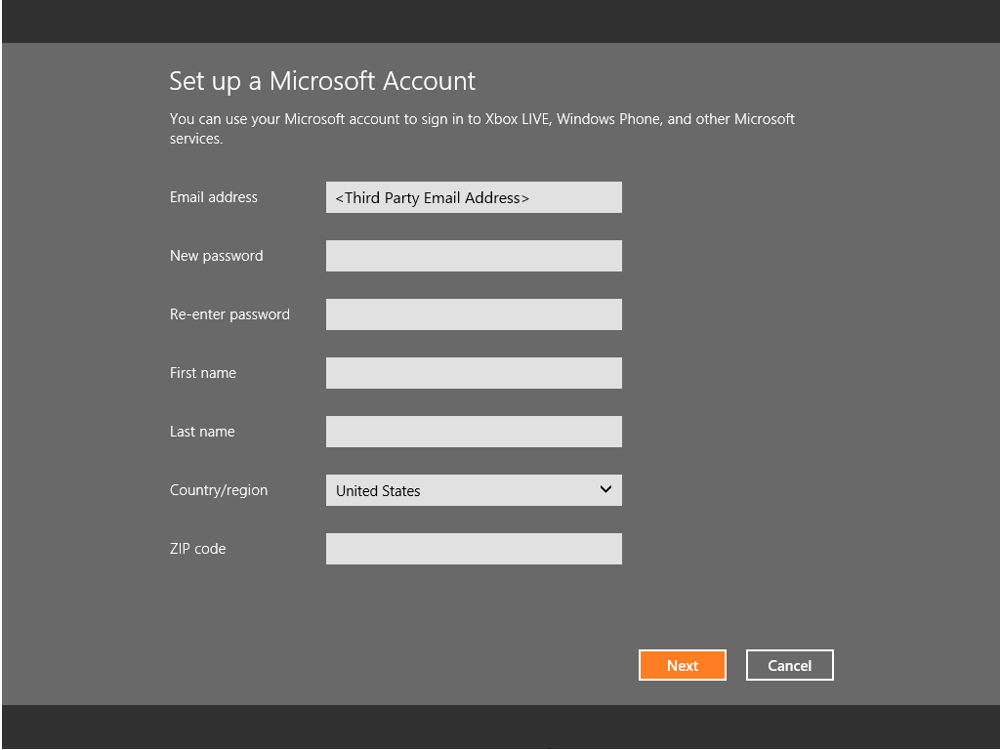 Set up a Microsoft Account
You can use your Microsoft account to sign in to Xbox LIVE, Windows Phone, and other Microsoft
services.
Email address
<Third Party Email Address>
New password
Re-enter password
First name
Last name
Country/region
United States
ZIP code
Next
Cancel